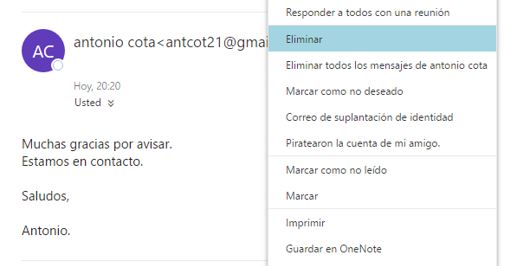 antonio cota<antcot21@gmai
AC
Hoy, 20:20
Usted
Muchas gracias por avisar.
Estamos en contacto.
Saludos,
Antonio.
Responder a todos con una reunión
Eliminar
Eliminar todos los mensajes de antonio cota
Marcar como no deseado
Correo de suplantación de identidad
Piratearon la cuenta de mi amigo.
Marcar como no leído
Marcar
Imprimir
Guardar en OneNote